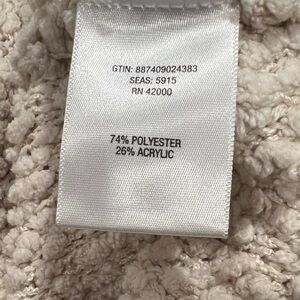 GTIN: 887409024383
SEAS: 5915
RN 42000
74% POLYESTER
26% ACRYLIC